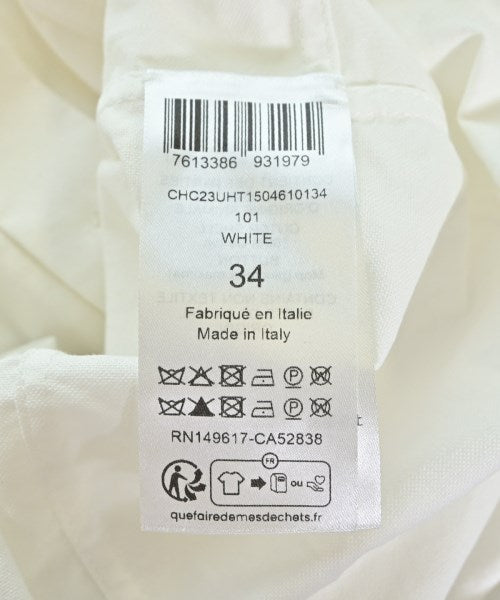 7613386 931979
CHC23UHT1504610134
101
WHITE
34
Fabriqué en Italie
Made in Italy
P
P
RN149617-CA52838
FR
ou
quefairedemesdechets.fr